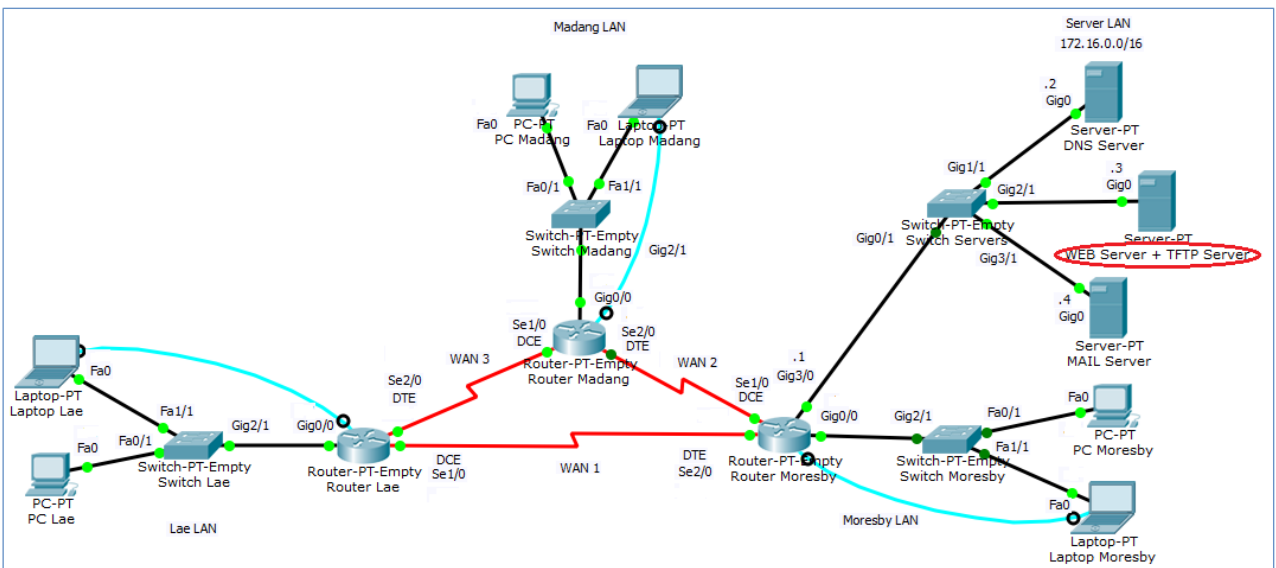 Madang LAN
Server LAN
172.16.0.0/16
.2
Gig0
Server-PT
DNS Server
Fa0
PC-PT
PC Madang
Fa0
Laptop-PT
Laptop Madang
Fa0/1
Fa1/1
Switch-PT-Empty
Switch Madang
Gig2/1
Gig1/1
.3
Gig0
Gig2/1
Switch-PT-Empty
Switch Servers
Gig0/1
Gig3/1
Server-PT
WEB Server + TFTP Server
.4
Gig0
Server-PT
MAIL Server
Gig0/0
Se1/0
DCE
Se2/0
DTE
Router-PT-Empty
Router Madang
WAN 3
WAN 2
.1
Gig3/0
Se1/0
DCE
Gig0/0
Fa0
Laptop-PT
Laptop Lae
Se2/0
DTE
Fa1/1
Fa0/1
Fa0
Gig2/1
Gig0/0
Switch-PT-Empty
Switch Lae
Router-PT-Empty
Router Lae
DCE
Se1/0
WAN 1
DTE
Se2/0
Router-PT-Empty
Router Moresby
Gig2/1
Fa0/1
Fa1/1
Switch-PT-Empty
Switch Moresby
Fa0
PC-PT
PC Moresby
PC-PT
PC Lae
Lae LAN
Moresby LAN
Fa0
Laptop-PT
Laptop Moresby